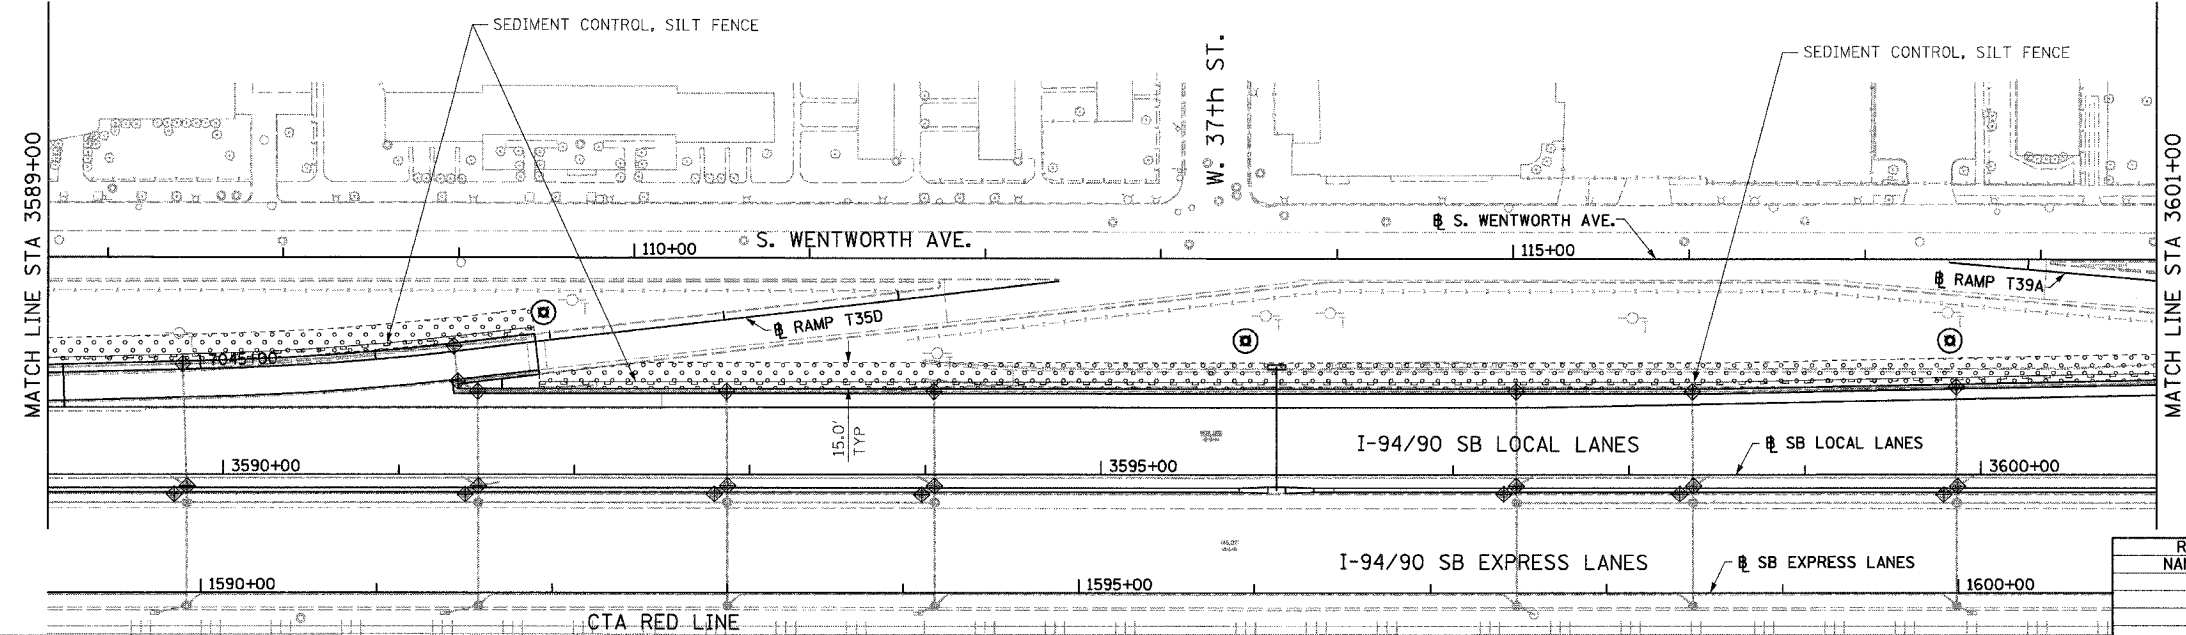 SEDIMENT CONTROL, SILT FENCE
SEDIMENT CONTROL, SILT FENCE
W. 37th ST.
MATCH LINE STA 3589+00
MATCH LINE STA 3601+00
℄ S. WENTWORTH AVE.
S. WENTWORTH AVE.
110+00
115+00
℄ RAMP T39A
℄ RAMP T35D
7045+00
15.0'
TYP
I-94/90 SB LOCAL LANES
℄ SB LOCAL LANES
3590+00
3595+00
3600+00
I-94/90 SB EXPRESS LANES
℄ SB EXPRESS LANES
1590+00
1595+00
1600+00
CTA RED LINE
R
NAM